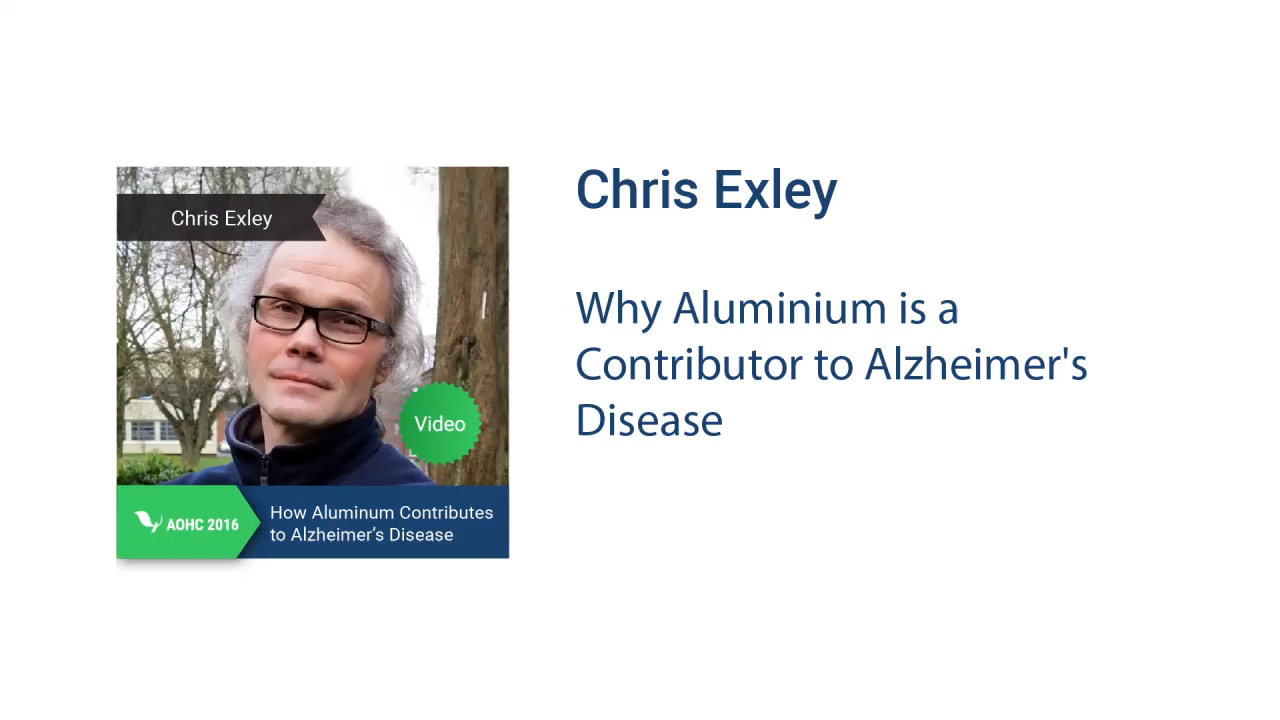 Chris Exley
Video
AOHC 2016
How Aluminum Contributes
to Alzheimer’s Disease
Chris Exley
Why Aluminium is a
Contributor to Alzheimer's
Disease